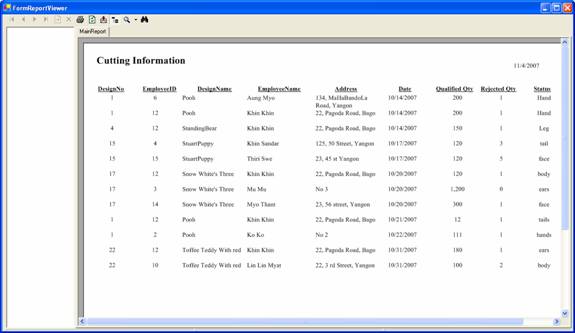 FormReportViewer
MainReport
Cutting Information
11/4/2007
DesignNo EmployeeID DesignName EmployeeName Address Date Qualified Qty Rejected Qty Status
1 6 Pooh Aung Myo 134, MaHaBandoLa Road, Yangon 10/14/2007 200 1 Hand
1 12 Pooh Khin Khin 22, Pagoda Road, Bago 10/14/2007 200 1 Hand
4 12 StandingBear Khin Khin 22, Pagoda Road, Bago 10/14/2007 150 1 Leg
15 4 StuartPuppy Khin Sandar 125, 50 Street, Yangon 10/17/2007 120 3 tail
15 15 StuartPuppy Thiri Swe 23, 45 st Yangon 10/17/2007 120 5 face
17 12 Snow White's Three Khin Khin 22, Pagoda Road, Bago 10/20/2007 120 1 body
17 3 Snow White's Three Mu Mu No 3 10/20/2007 1,200 0 ears
17 14 Snow White's Three Myo Thant 23, 56 street, Yangon 10/20/2007 300 1 face
1 12 Pooh Khin Khin 22, Pagoda Road, Bago 10/21/2007 12 1 tails
1 2 Pooh Ko Ko No 2 10/22/2007 111 1 hands
22 12 Toffee Teddy With red Khin Khin 22, Pagoda Road, Bago 10/31/2007 180 1 ears
22 10 Toffee Teddy With red Lin Lin Myat 22, 3 rd Street, Yangon 10/31/2007 100 2 body